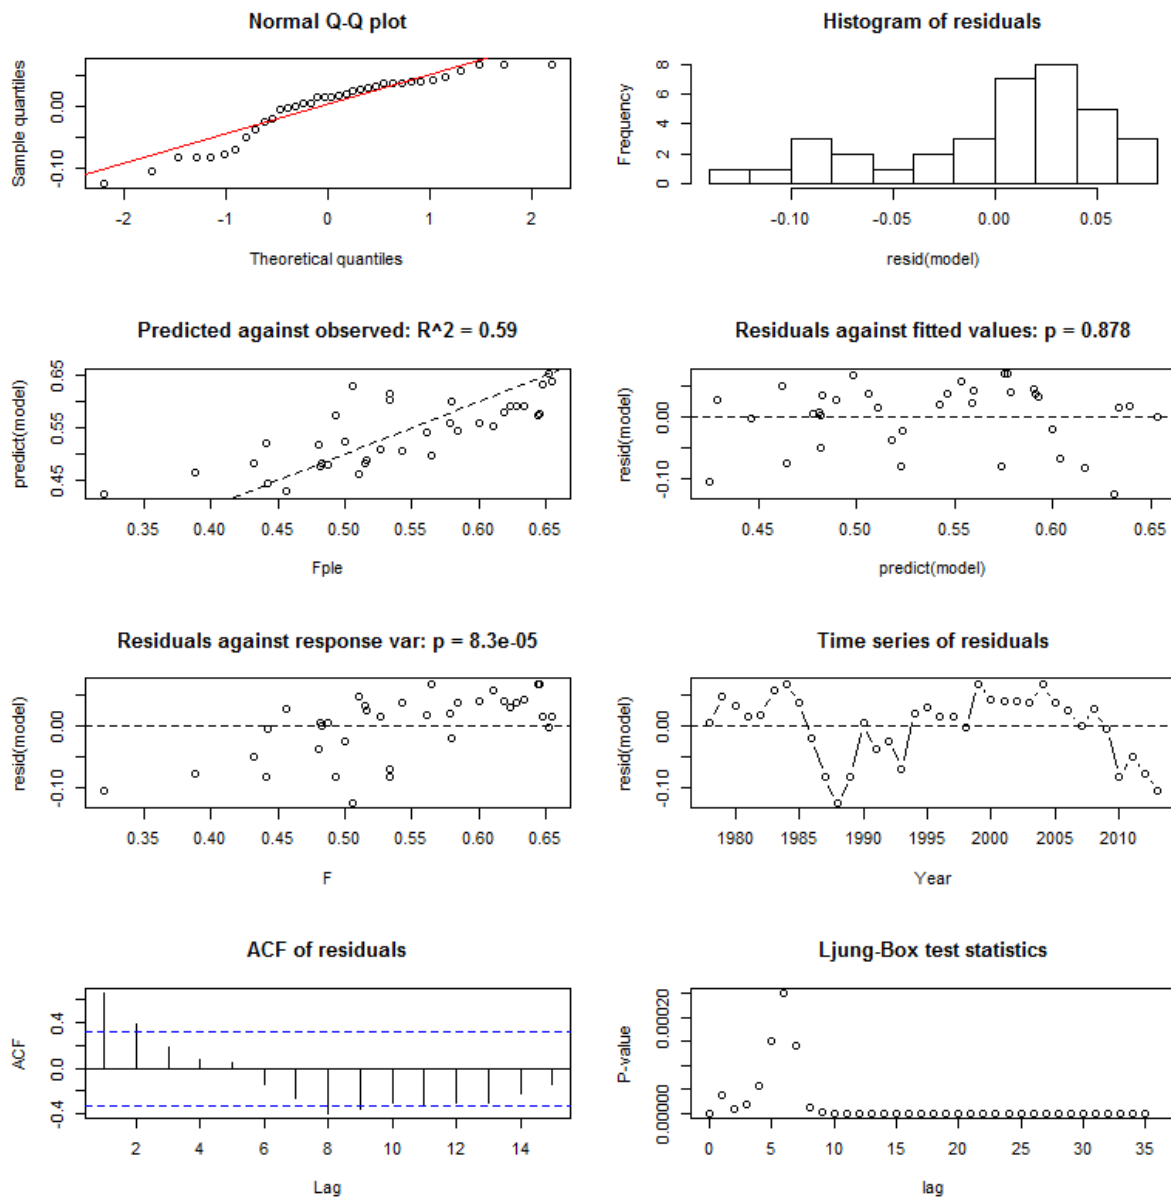 Normal Q-Q plot
Sample quantiles
0.00
-0.10
-2 -1 0 1 2
Theoretical quantiles
Histogram of residuals
Frequency
8
6
4
2
0
-0.10 -0.05 0.00 0.05
resid(model)
Predicted against observed: R^2 = 0.59
predict(model)
0.65
0.55
0.45
0.35 0.40 0.45 0.50 0.55 0.60 0.65
Fple
Residuals against fitted values: p = 0.878
resid(model)
0.00
-0.10
0.45 0.50 0.55 0.60 0.65
predict(model)
Residuals against response var: p = 8.3e-05
resid(model)
0.00
-0.10
0.35 0.40 0.45 0.50 0.55 0.60 0.65
F
Time series of residuals
resid(model)
0.00
-0.10
1980 1985 1990 1995 2000 2005 2010
Year
ACF of residuals
ACF
0.4
0.0
-0.4
2 4 6 8 10 12 14
Lag
Ljung-Box test statistics
P-value
0.00020
0.00000
0 5 10 15 20 25 30 35
lag